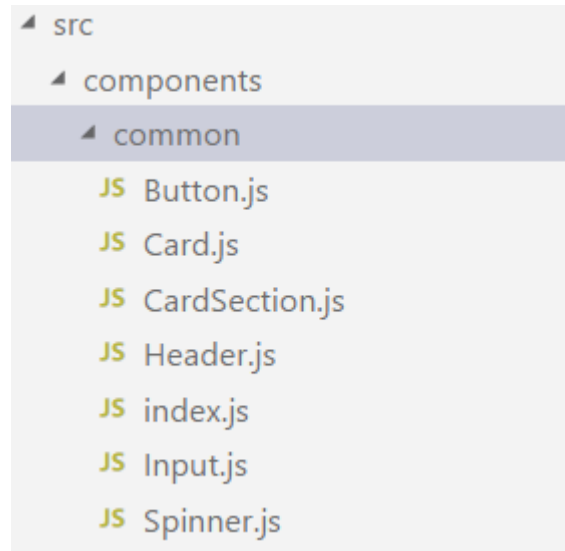 src
components
common
JS Button.js
JS Card.js
JS CardSection.js
JS Header.js
JS index.js
JS Input.js
JS Spinner.js